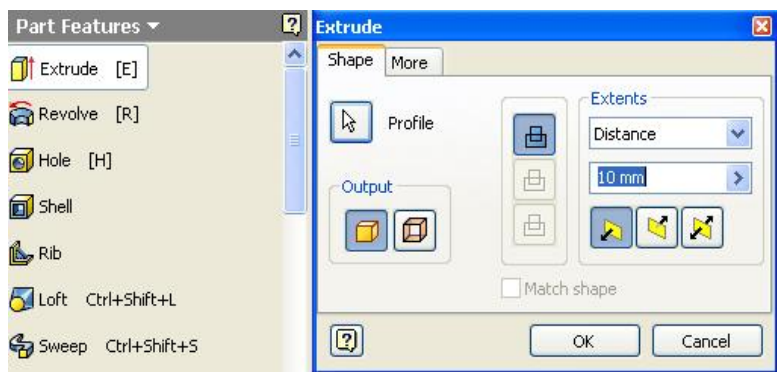 Part Features
Extrude [E]
Revolve [R]
Hole [H]
Shell
Rib
Loft Ctrl+Shift+L
Sweep Ctrl+Shift+S
Extrude
Shape More
Profile
Output
Extents
Distance
10 mm
Match shape
OK Cancel